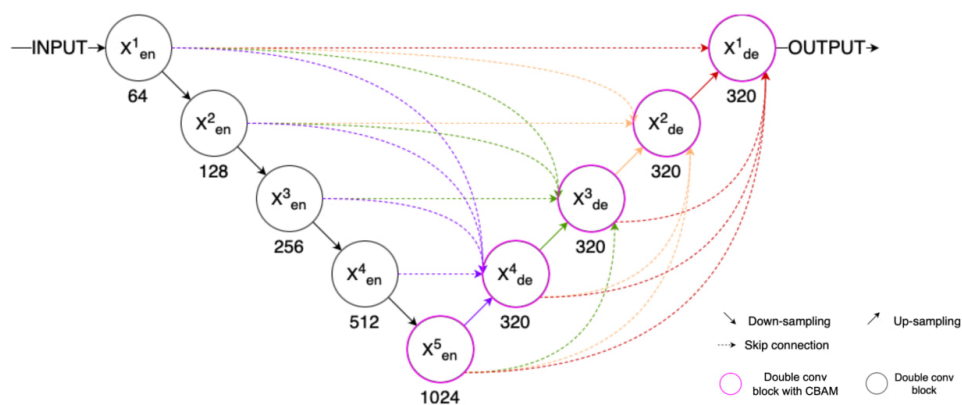 INPUT
X¹en
X¹de
OUTPUT
64
320
X²en
X²de
128
320
X³en
X³de
256
320
X⁴en
X⁴de
512
320
X⁵en
1024
Down-sampling
Up-sampling
Skip connection
Double conv
block with CBAM
Double conv
block